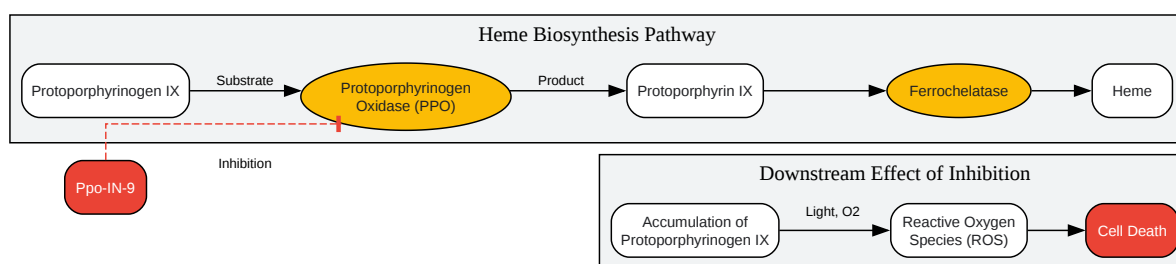 Heme Biosynthesis Pathway
Protoporphyrinogen IX
Substrate
Protoporphyrinogen
Oxidase (PPO)
Product
Protoporphyrin IX
Ferrochelatase
Heme
Ppo-IN-9
Inhibition
Downstream Effect of Inhibition
Accumulation of
Protoporphyrinogen IX
Light, O2
Reactive Oxygen
Species (ROS)
Cell Death